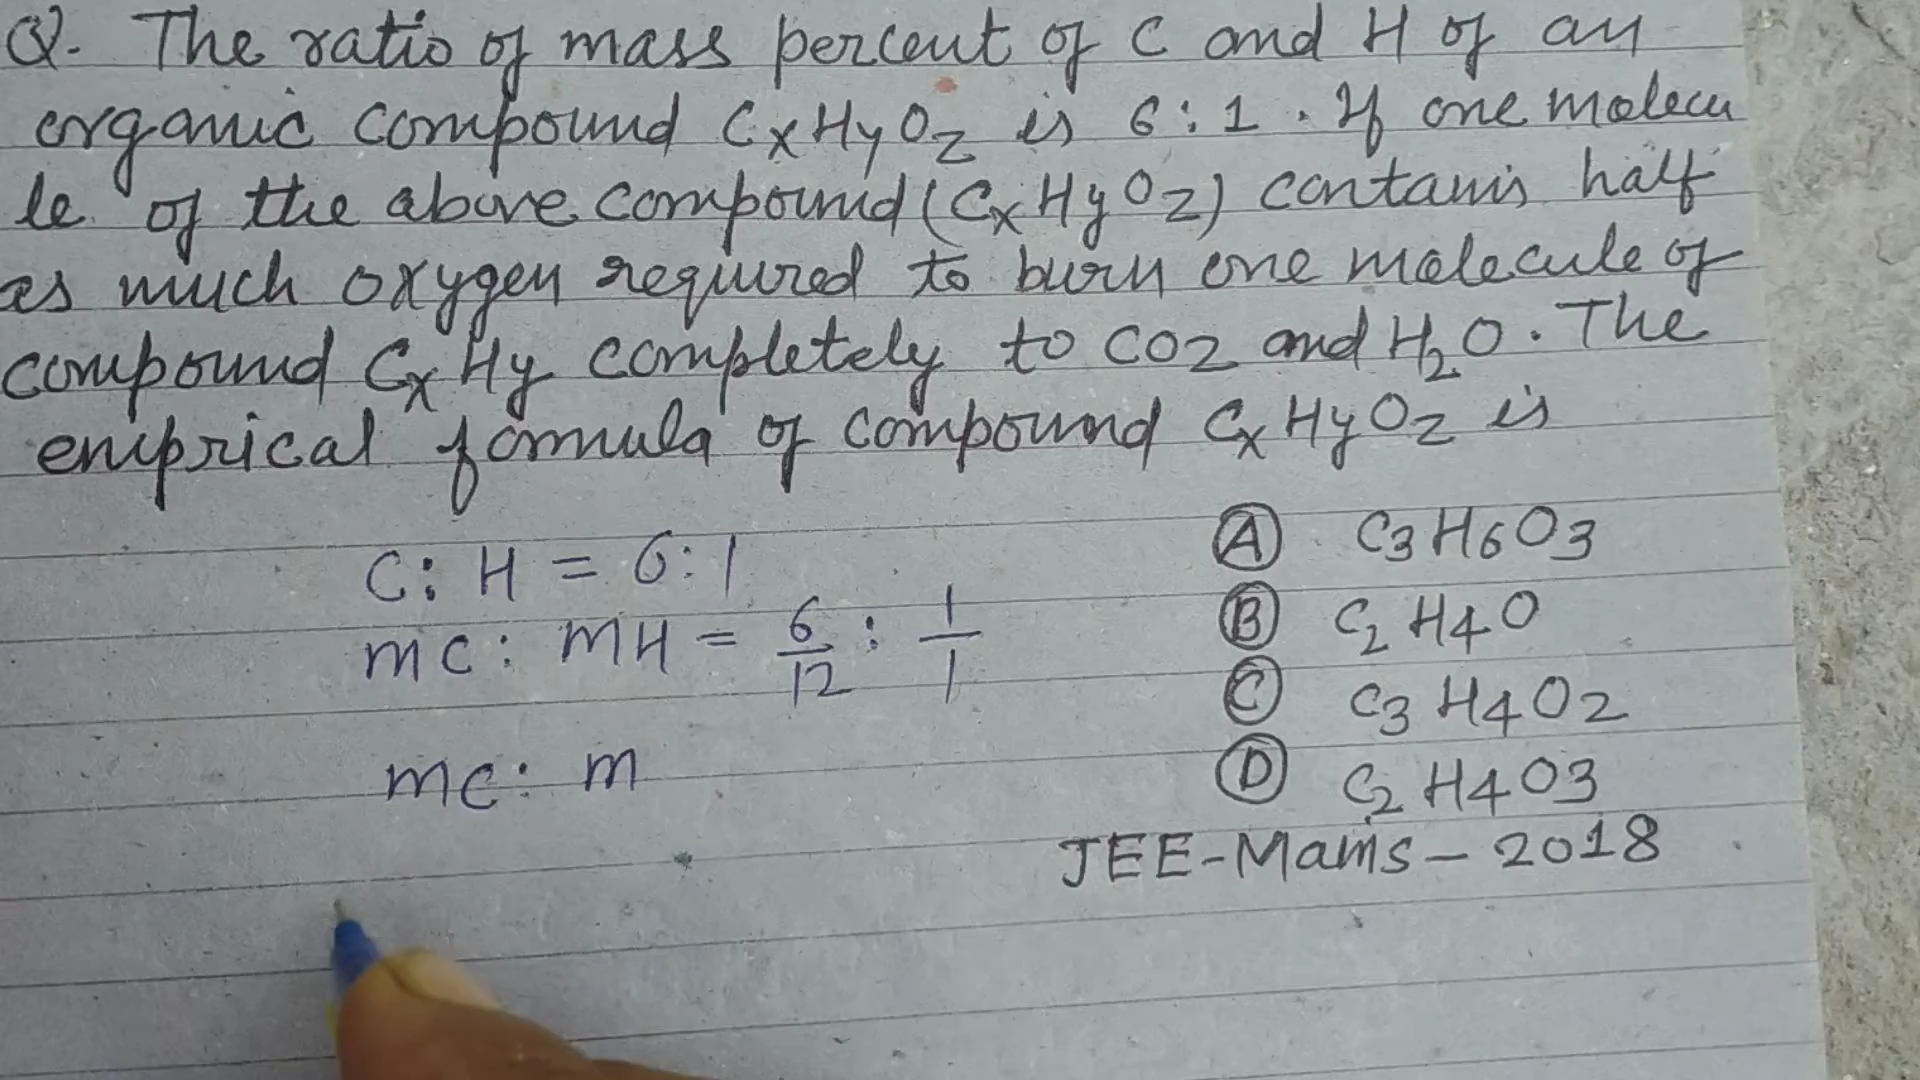 Q. The ratio of mass percent of C and H of an
organic compound CxHyOz is 6:1. If one molecu
le of the above compound (CxHyOz) contains half
as much oxygen required to burn one molecule of
compound CxHy completely to CO2 and H2O. The
emprical formula of compound CxHyOz is
C: H = 6:1
mC: mH = 6/12 : 1/1
mC: m
(A) C3H6O3
(B) C2H4O
(C) C3H4O2
(D) C2H4O3
JEE-Mains-2018